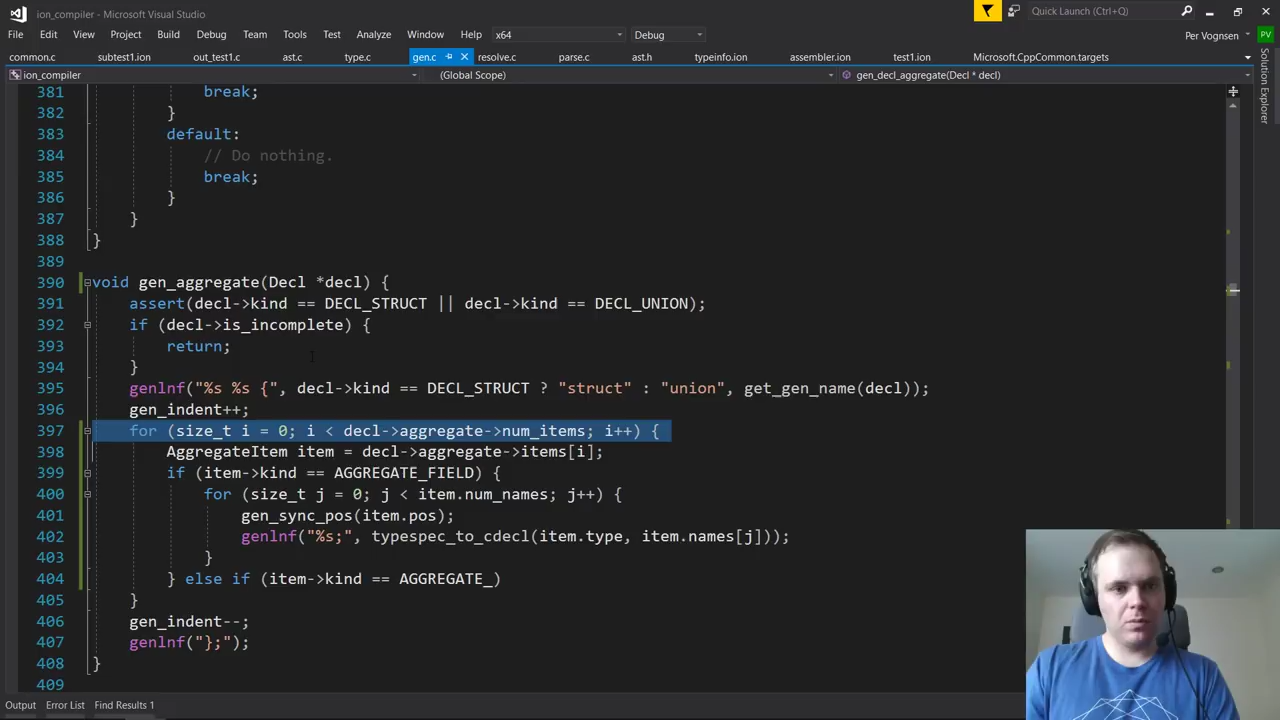 ion_compiler - Microsoft Visual Studio
Quick Launch (Ctrl+Q)
File Edit View Project Build Debug Team Tools Test Analyze Window Help x64 Debug
Per Vognsen PV
common.c subtest1.ion out_test1.c ast.c type.c gen.c resolve.c parse.c ast.h typeinfo.ion assembler.ion test1.ion Microsoft.CppCommon.targets
ion_compiler (Global Scope) gen_decl_aggregate(Decl * decl)
Solution Explorer
381 break;
382 }
383 default:
384 // Do nothing.
385 break;
386 }
387 }
388 }
389
390 void gen_aggregate(Decl *decl) {
391 assert(decl->kind == DECL_STRUCT || decl->kind == DECL_UNION);
392 if (decl->is_incomplete) {
393 return;
394 }
395 genlnf("%s %s {", decl->kind == DECL_STRUCT ? "struct" : "union", get_gen_name(decl));
396 gen_indent++;
397 for (size_t i = 0; i < decl->aggregate->num_items; i++) {
398 AggregateItem item = decl->aggregate->items[i];
399 if (item->kind == AGGREGATE_FIELD) {
400 for (size_t j = 0; j < item.num_names; j++) {
401 gen_sync_pos(item.pos);
402 genlnf("%s;", typespec_to_cdecl(item.type, item.names[j]));
403 }
404 } else if (item->kind == AGGREGATE_)
405 }
406 gen_indent--;
407 genlnf("};");
408 }
409
Output Error List Find Results 1